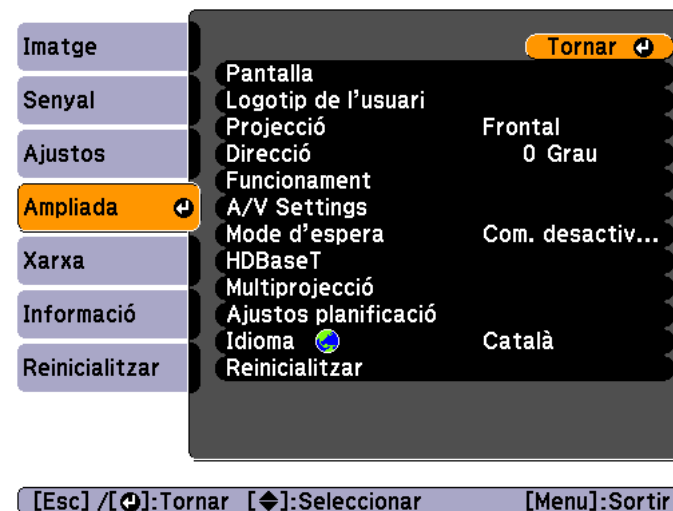 Imatge
Senyal
Ajustos
Ampliada
Xarxa
Informació
Reinicialitzar
Tornar
Pantalla
Logotip de l'usuari
Projecció Frontal
Direcció 0 Grau
Funcionament
A/V Settings
Mode d'espera Com. desactiv...
HDBaseT
Multiprojecció
Ajustos planificació
Idioma Català
Reinicialitzar
[Esc] /[⏎]:Tornar [◆]:Seleccionar [Menu]:Sortir